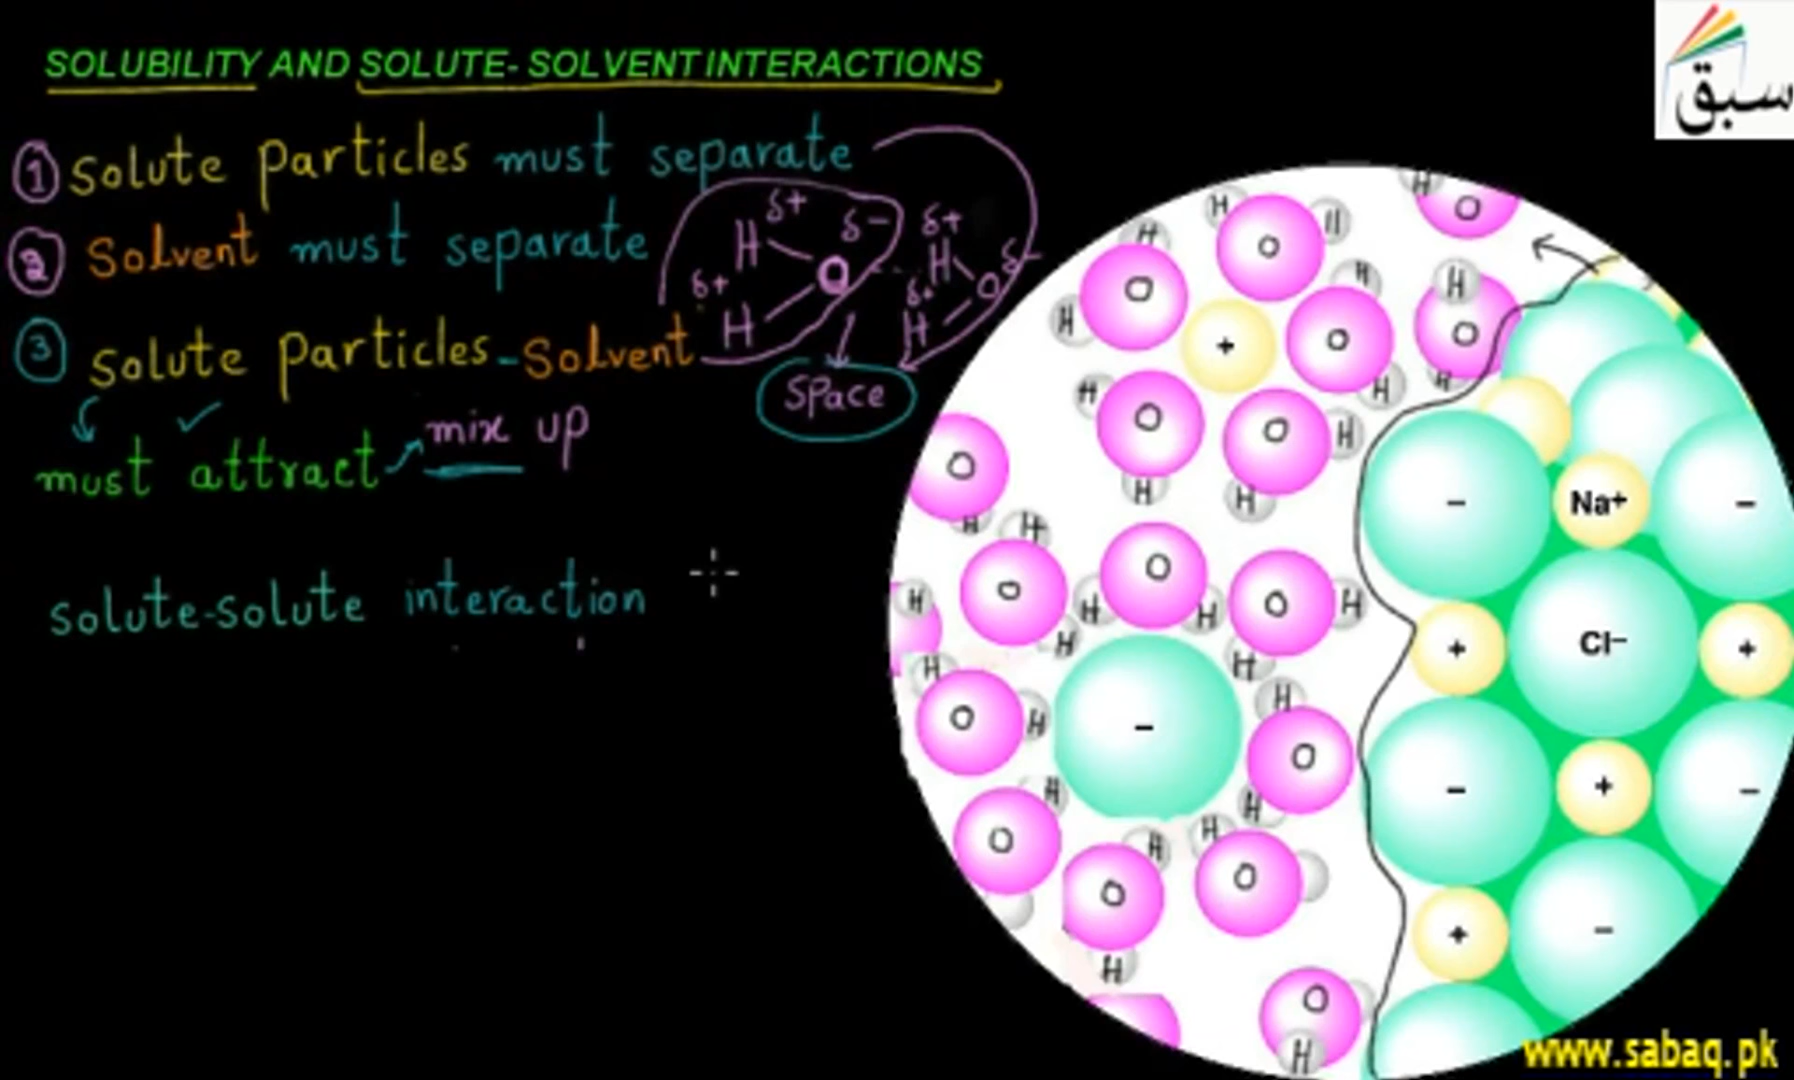 SOLUBILITY AND SOLUTE- SOLVENT INTERACTIONS
سبق
① Solute Particles must separate
② Solvent must separate
δ+ H δ- O δ+ H
δ+ H δ- O δ+ H
Space
③ Solute Particles - Solvent
must attract mix up
solute-solute interaction
H O H
H O
H O H
H O H
H O H
+
H O H
H O H
O H H
O H
H O H
H O H
O H H
H
H O H
H O
-
H O H
O H
O H H
H O
O H
- Na+ -
+ Cl− +
- + -
+ -
www.sabaq.pk